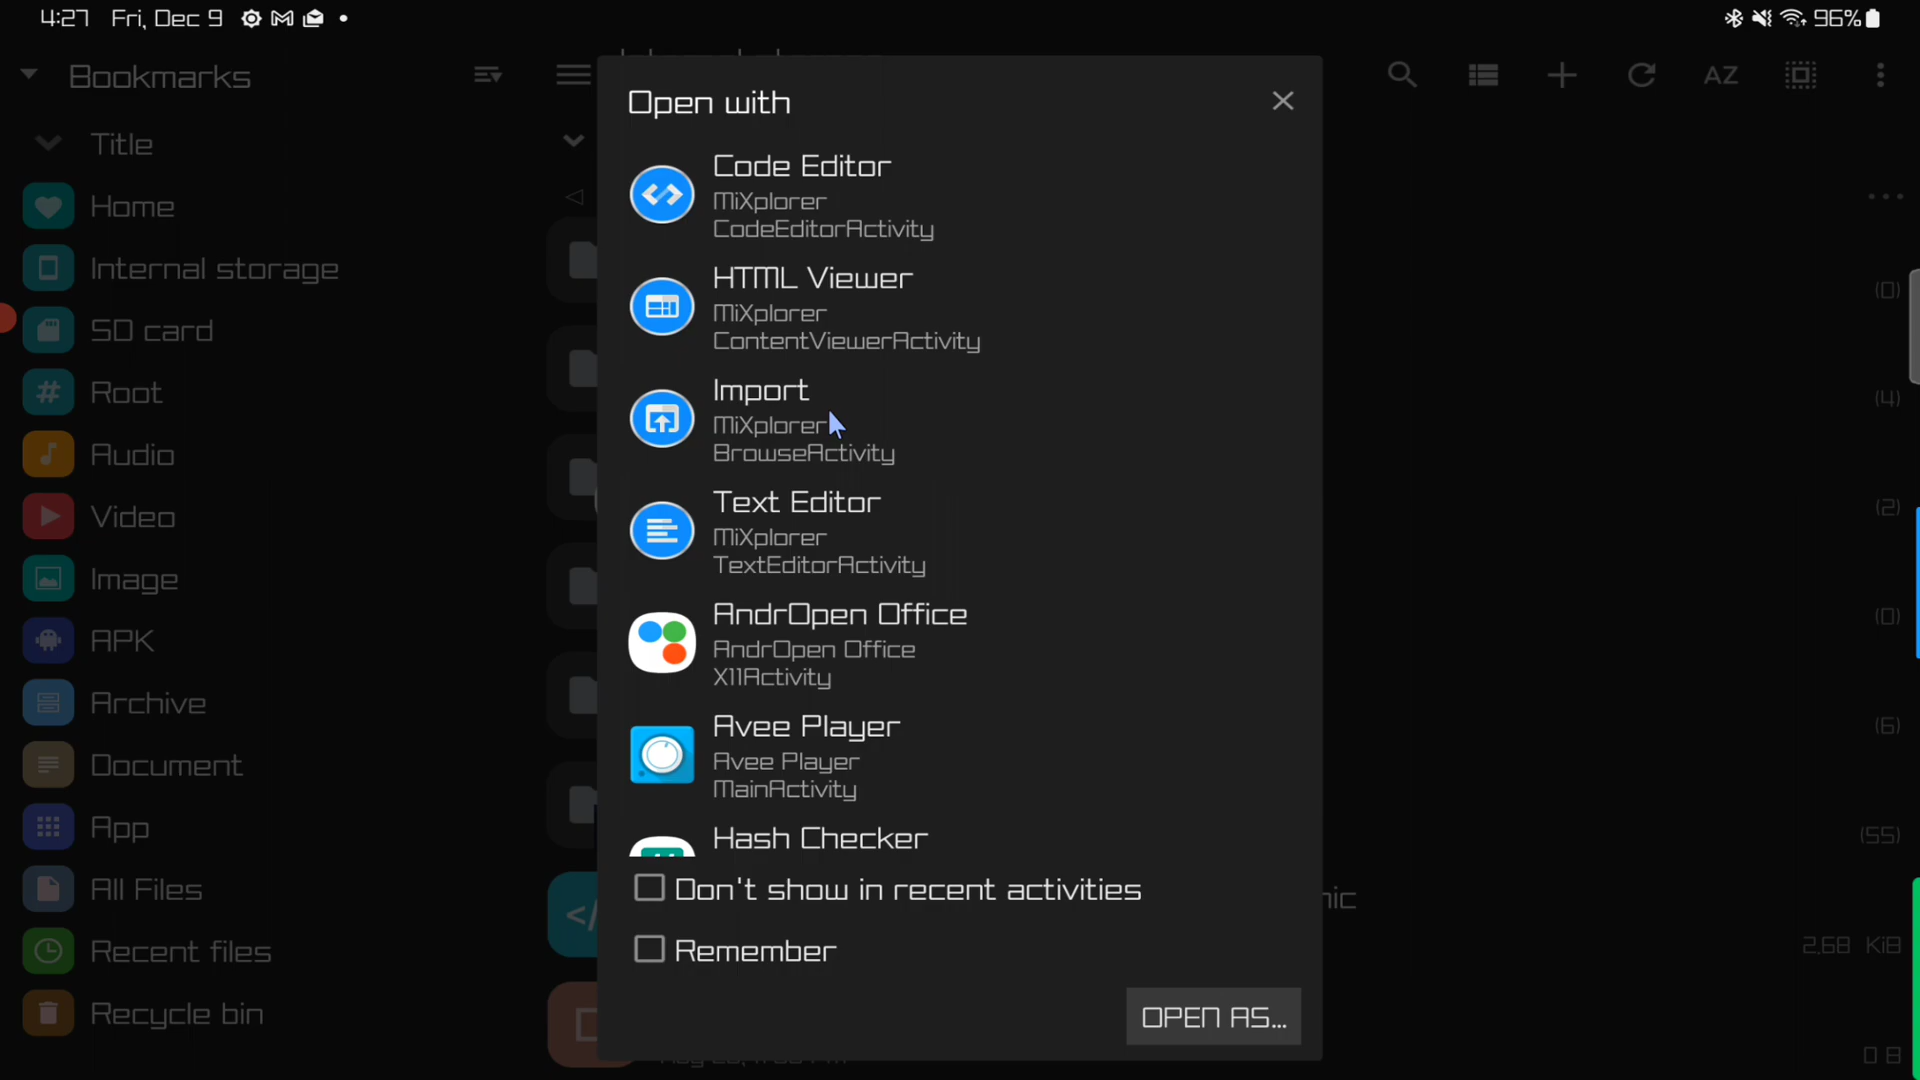 4:27 Fri, Dec 9
96%
Bookmarks
AZ
Title
Home
Internal storage
SD card
Root
Audio
Video
Image
APK
Archive
Document
App
All Files
Recent files
Recycle bin
Open with
Code Editor
MiXplorer
CodeEditorActivity
HTML Viewer
MiXplorer
ContentViewerActivity
Import
MiXplorer
BrowseActivity
Text Editor
MiXplorer
TextEditorActivity
AndrOpen Office
AndrOpen Office
X11Activity
Avee Player
Avee Player
MainActivity
Hash Checker
Don't show in recent activities
Remember
OPEN AS...
(0)
(4)
(2)
(0)
(6)
(55)
2,68 KiB
0 B